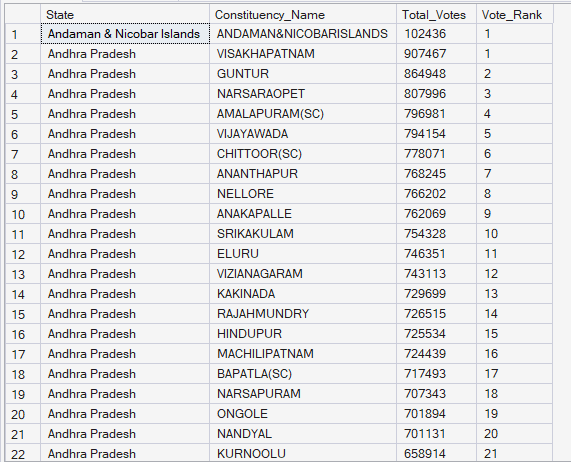 State Constituency_Name Total_Votes Vote_Rank
1 Andaman & Nicobar Islands ANDAMAN&NICOBARISLANDS 102436 1
2 Andhra Pradesh VISAKHAPATNAM 907467 1
3 Andhra Pradesh GUNTUR 864948 2
4 Andhra Pradesh NARSARAOPET 807996 3
5 Andhra Pradesh AMALAPURAM(SC) 796981 4
6 Andhra Pradesh VIJAYAWADA 794154 5
7 Andhra Pradesh CHITTOOR(SC) 778071 6
8 Andhra Pradesh ANANTHAPUR 768245 7
9 Andhra Pradesh NELLORE 766202 8
10 Andhra Pradesh ANAKAPALLE 762069 9
11 Andhra Pradesh SRIKAKULAM 754328 10
12 Andhra Pradesh ELURU 746351 11
13 Andhra Pradesh VIZIANAGARAM 743113 12
14 Andhra Pradesh KAKINADA 729699 13
15 Andhra Pradesh RAJAHMUNDRY 726515 14
16 Andhra Pradesh HINDUPUR 725534 15
17 Andhra Pradesh MACHILIPATNAM 724439 16
18 Andhra Pradesh BAPATLA(SC) 717493 17
19 Andhra Pradesh NARSAPURAM 707343 18
20 Andhra Pradesh ONGOLE 701894 19
21 Andhra Pradesh NANDYAL 701131 20
22 Andhra Pradesh KURNOOLU 658914 21